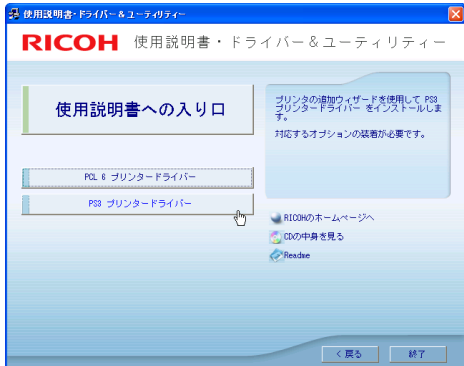 使用説明書・ドライバー＆ユーティリティー
RICOH 使用説明書・ドライバー＆ユーティリティー
使用説明書への入り口
プリンタの追加ウィザードを使用して PS3
プリンタードライバー をインストールしま
す。
対応するオプションの装着が必要です。
PCL 6 プリンタードライバー
PS3 プリンタードライバー
RICOHのホームページへ
CDの中身を見る
Readme
< 戻る
終了